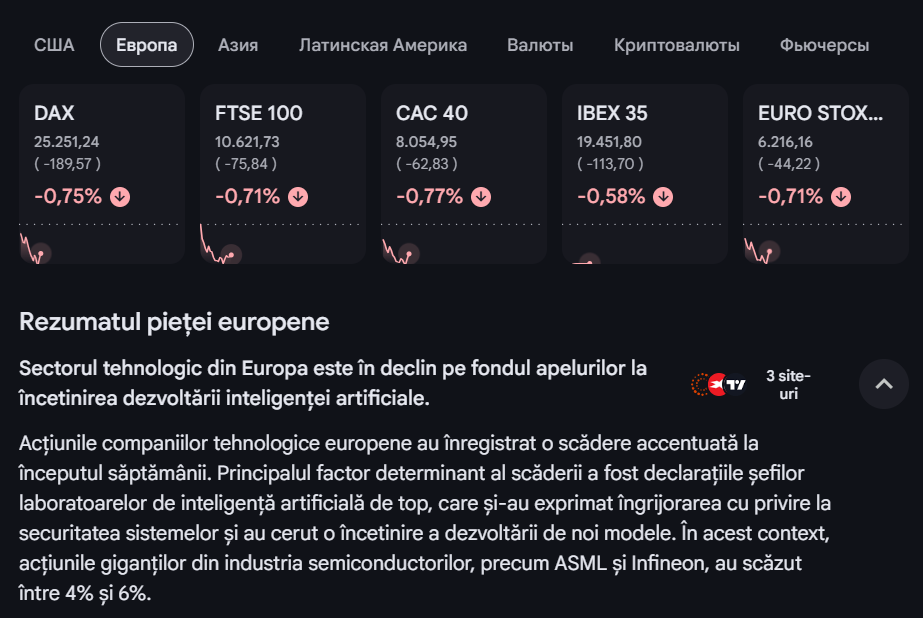 США Европа Азия Латинская Америка Валюты Криптовалюты Фьючерсы
DAX FTSE 100 CAC 40 IBEX 35 EURO STOX...
25.251,24 10.621,73 8.054,95 19.451,80 6.216,16
( -189,57 ) ( -75,84 ) ( -62,83 ) ( -113,70 ) ( -44,22 )
-0,75% -0,71% -0,77% -0,58% -0,71%
Rezumatul pieței europene
Sectorul tehnologic din Europa este în declin pe fondul apelurilor la
încetinirea dezvoltării inteligenței artificiale.
3 site-
uri
Acțiunile companiilor tehnologice europene au înregistrat o scădere accentuată la
începutul săptămânii. Principalul factor determinant al scăderii a fost declarațiile șefilor
laboratoarelor de inteligență artificială de top, care și-au exprimat îngrijorarea cu privire la
securitatea sistemelor și au cerut o încetinire a dezvoltării de noi modele. În acest context,
acțiunile giganților din industria semiconductorilor, precum ASML și Infineon, au scăzut
între 4% și 6%.